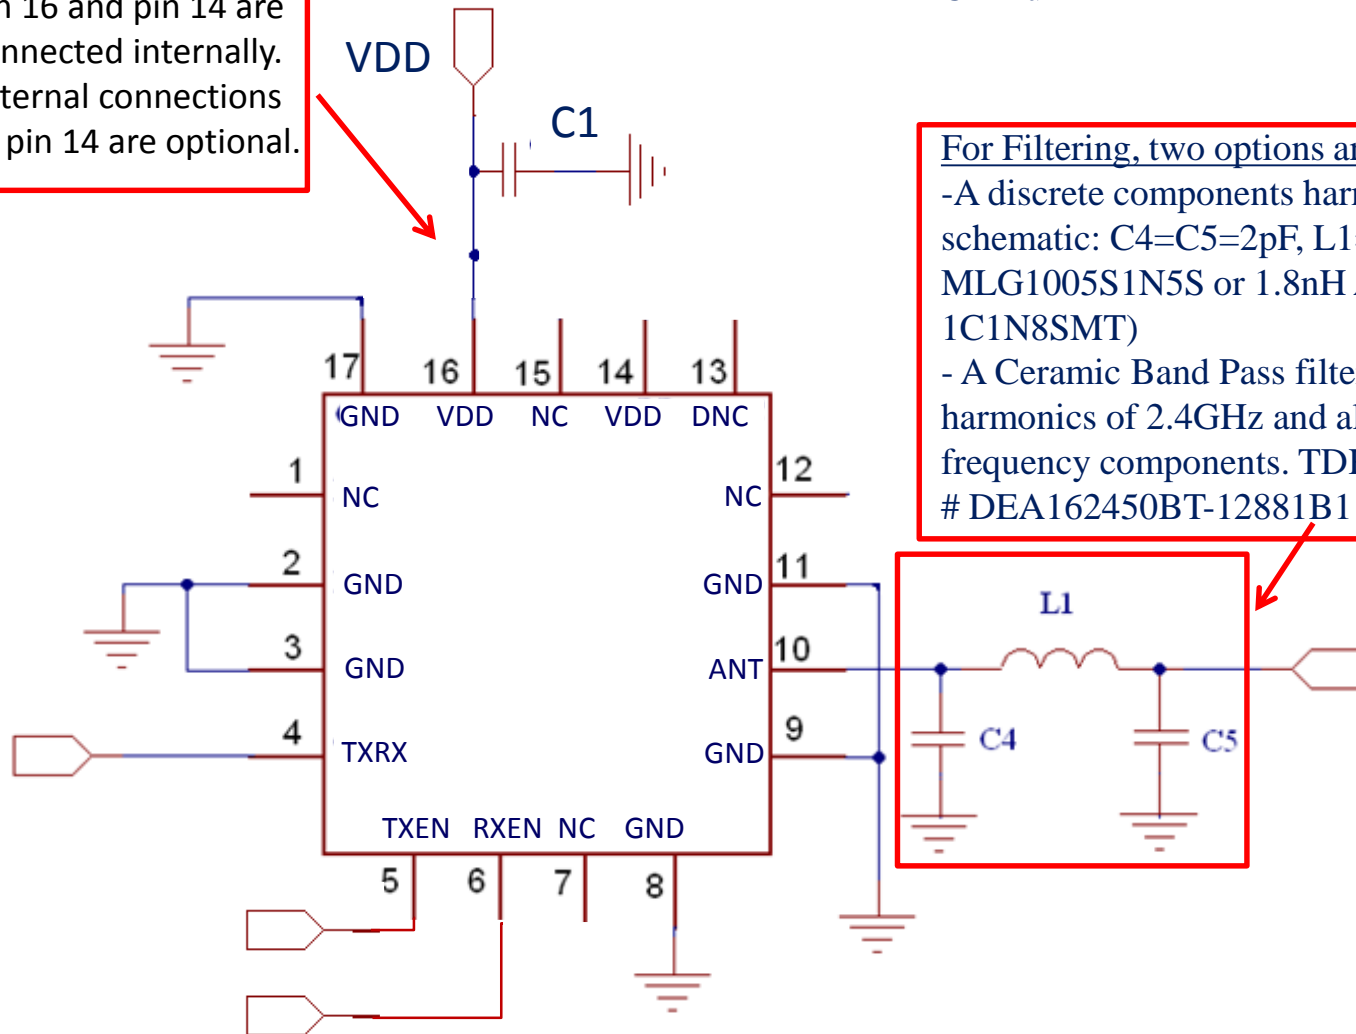 16 and pin 14 are
nnected internally.
ternal connections
pin 14 are optional.
VDD
C1
For Filtering, two options
-A discrete components
schematic: C4=C5=2pF, L1
MLG1005S1N5S or 1.8nH
1C1N8SMT)
- A Ceramic Band Pass
harmonics of 2.4GHz and
frequency components.
# DEA162450BT-12881B1
17 16 15 14 13
GND VDD NC VDD DNC
1 NC
NC 12
2 GND
GND 11
L1
3 GND
ANT 10
4 TXRX
GND 9
C4 C5
TXEN RXEN NC GND
5 6 7 8